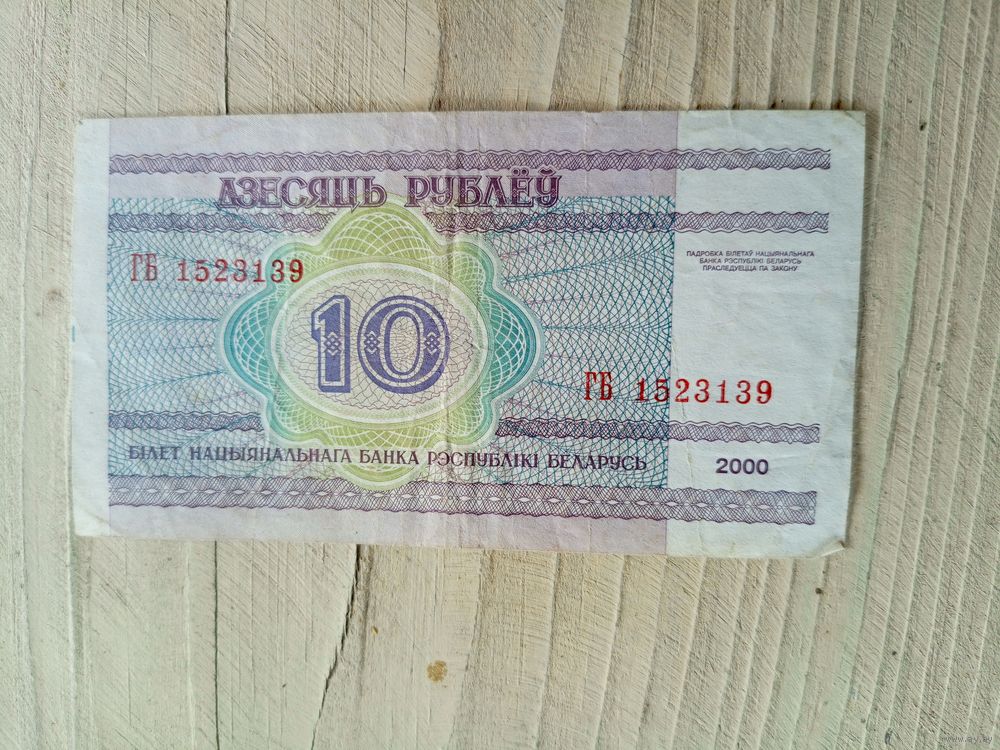 ДЗЕСЯЦЬ РУБЛЁЎ
ПАДРОБКА БІЛЕТАЎ НАЦЫЯНАЛЬНАГА
БАНКА РЭСПУБЛІКІ БЕЛАРУСЬ
ПРАСЛЕДУЕЦЦА ПА ЗАКОНУ
ГБ 1523139
10
ГБ 1523139
БІЛЕТ НАЦЫЯНАЛЬНАГА БАНКА РЭСПУБЛІКІ БЕЛАРУСЬ
2000